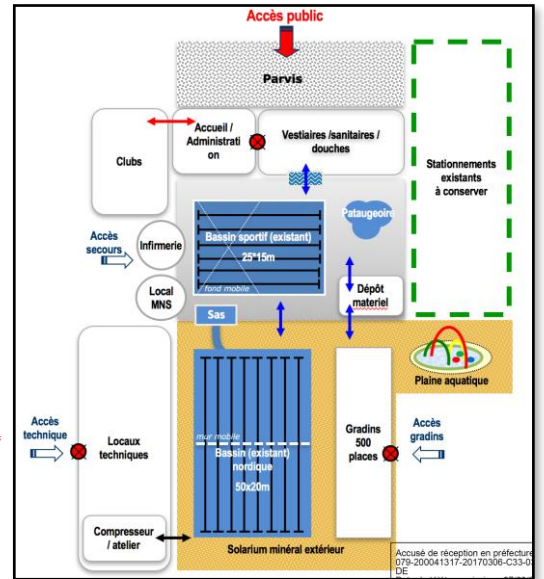 Accès public
Parvis
Accueil /
Administrati
on
Vestiaires /sanitaires /
douches
Clubs
Stationnements
existants
à conserver
Pataugeoire
Accès
secours
Infirmerie
Bassin sportif (existant)
25*15m
fond mobile
Local
MNS
Dépôt
materiel
Sas
Plaine aquatique
Accès
technique
Locaux
techniques
mur mobile
Bassin (existant)
nordique
50x20m
Gradins
500
places
Accès
gradins
Compresseur
/ atelier
Solarium minéral extérieur
Accusé de réception en préfecture
079-200041317-20170306-C33-03
DE